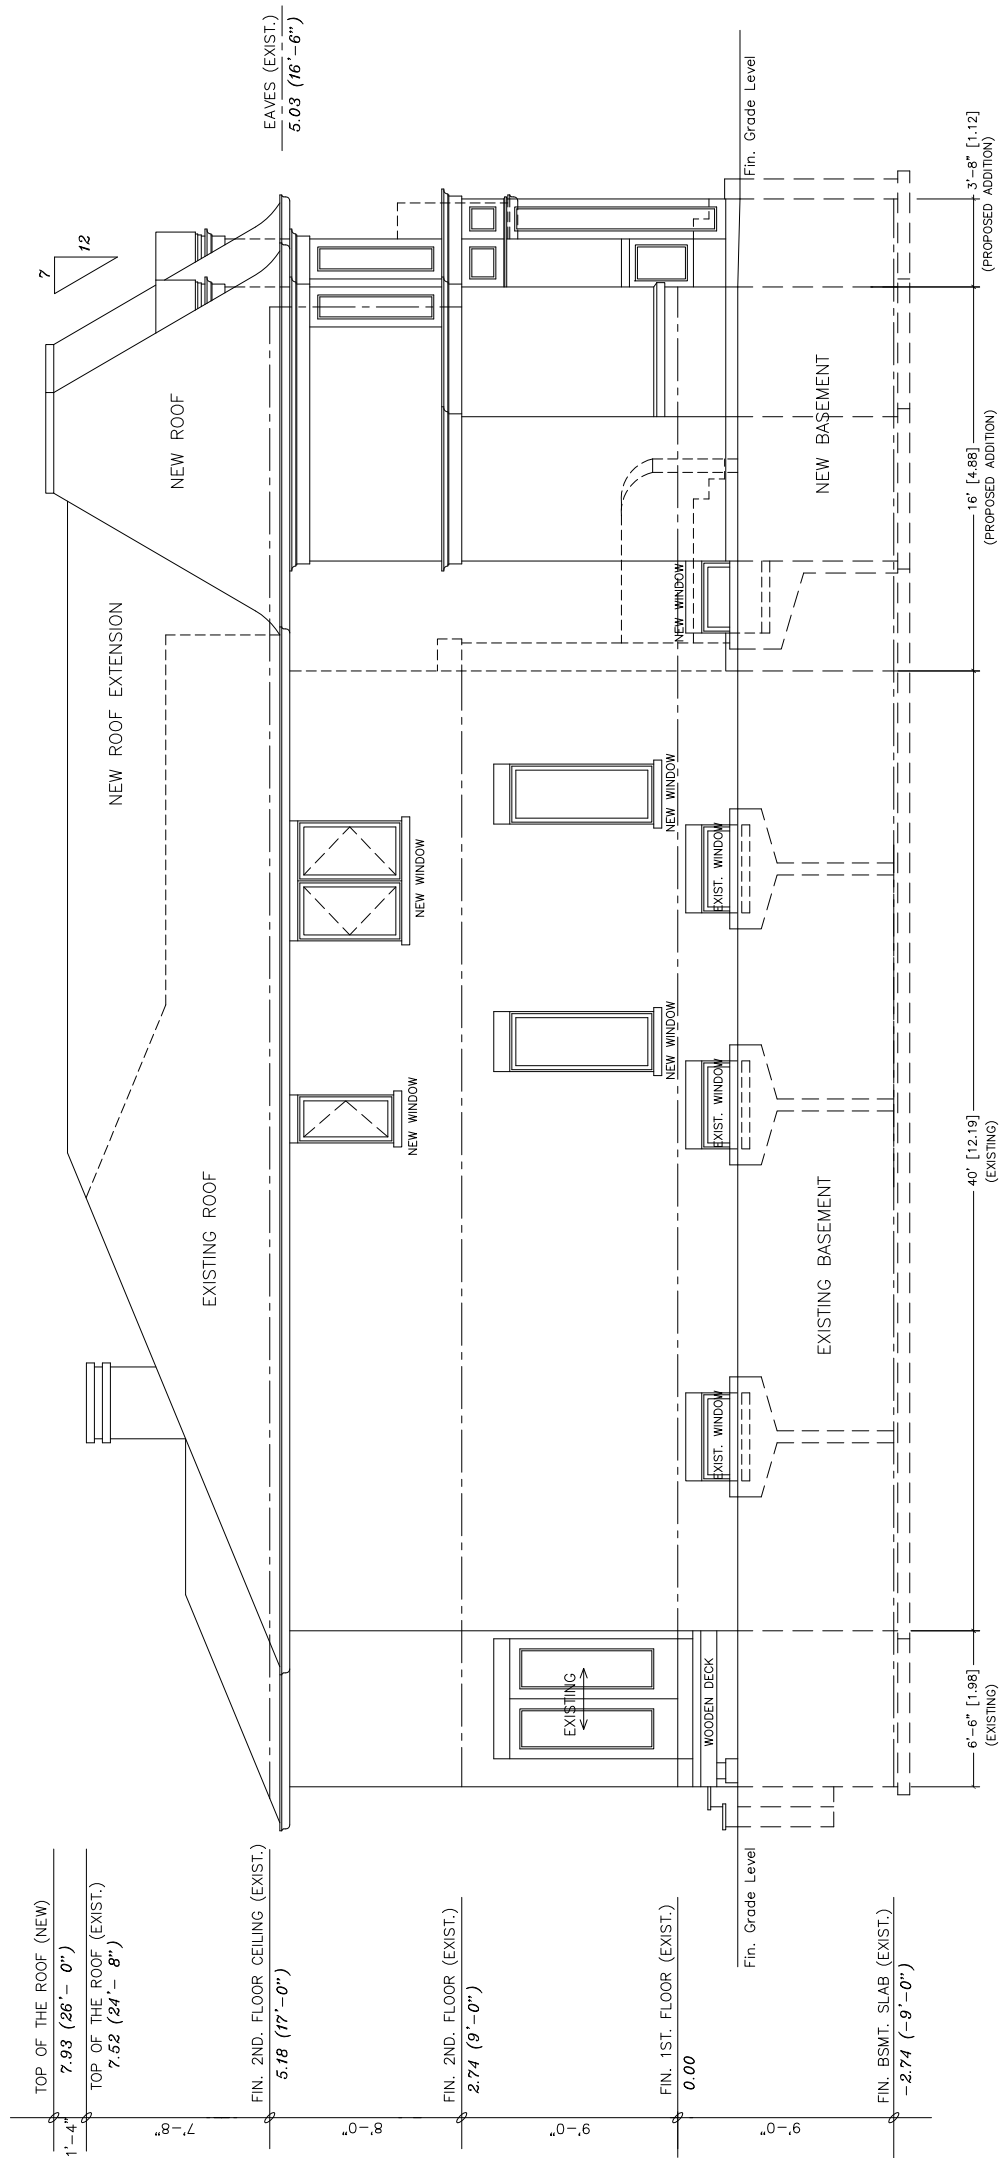 TOP OF THE ROOF (NEW)
7.93 (26'- 0")
TOP OF THE ROOF (EXIST.)
7.52 (24'- 8")
FIN. 2ND. FLOOR CEILING (EXIST.)
5.18 (17'-0")
FIN. 2ND. FLOOR (EXIST.)
2.74 (9'-0")
FIN. 1ST. FLOOR (EXIST.)
0.00
Fin. Grade Level
FIN. BSMT. SLAB (EXIST.)
-2.74 (-9'-0")
1'-4"
7'-8"
8'-0"
9'-0"
9'-0"
EXISTING ROOF
NEW ROOF EXTENSION
NEW ROOF
7
12
EAVES (EXIST.)
5.03 (16'-6")
NEW WINDOW
NEW WINDOW
EXISTING
NEW WINDOW
NEW WINDOW
WOODEN DECK
EXIST. WINDOW
EXIST. WINDOW
EXIST. WINDOW
NEW WINDOW
Fin. Grade Level
EXISTING BASEMENT
NEW BASEMENT
6'-6" [1.98]
(EXISTING)
40' [12.19]
(EXISTING)
16' [4.88]
(PROPOSED ADDITION)
3'-8" [1.12]
(PROPOSED ADDITION)